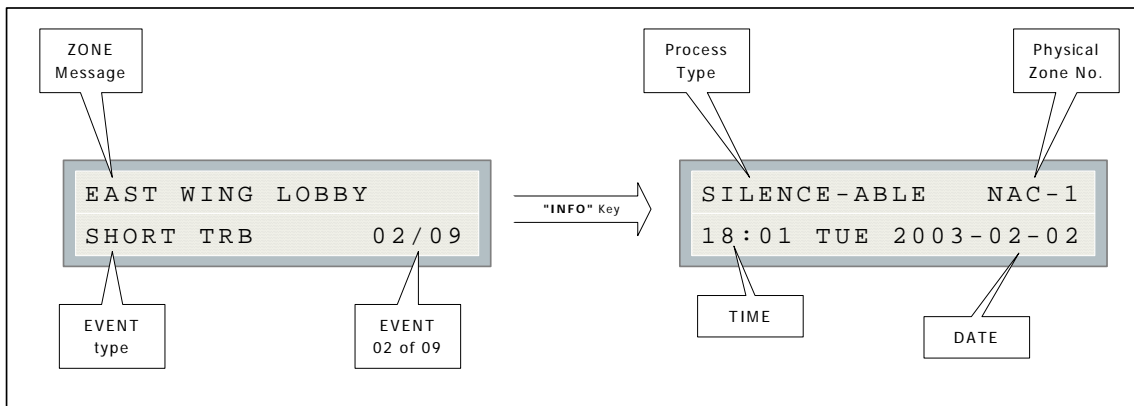 ZONE
Message
Process
Type
Physical
Zone No.
EAST WING LOBBY
SHORT TRB 02/09
"INFO" Key
SILENCE-ABLE NAC-1
18:01 TUE 2003-02-02
EVENT
type
EVENT
02 of 09
TIME
DATE